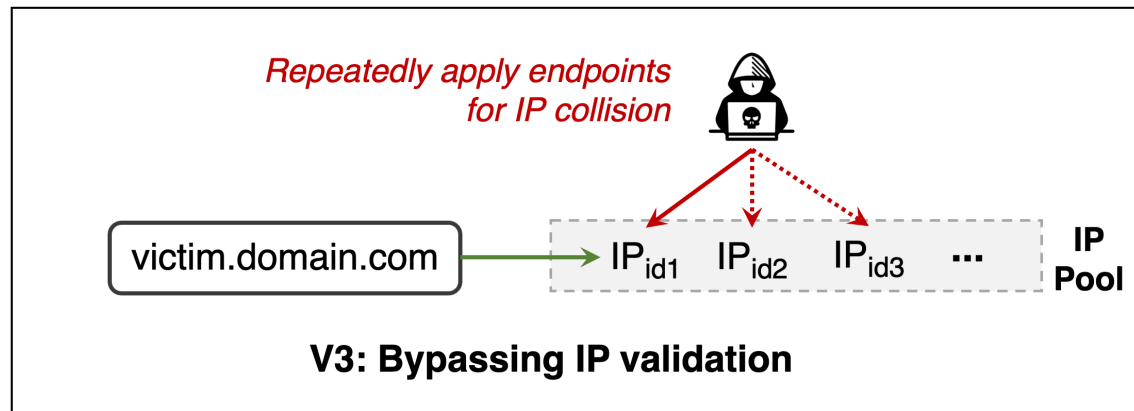 Repeatedly apply endpoints
for IP collision
victim.domain.com
IPid1 IPid2 IPid3 ...
IP
Pool
V3: Bypassing IP validation